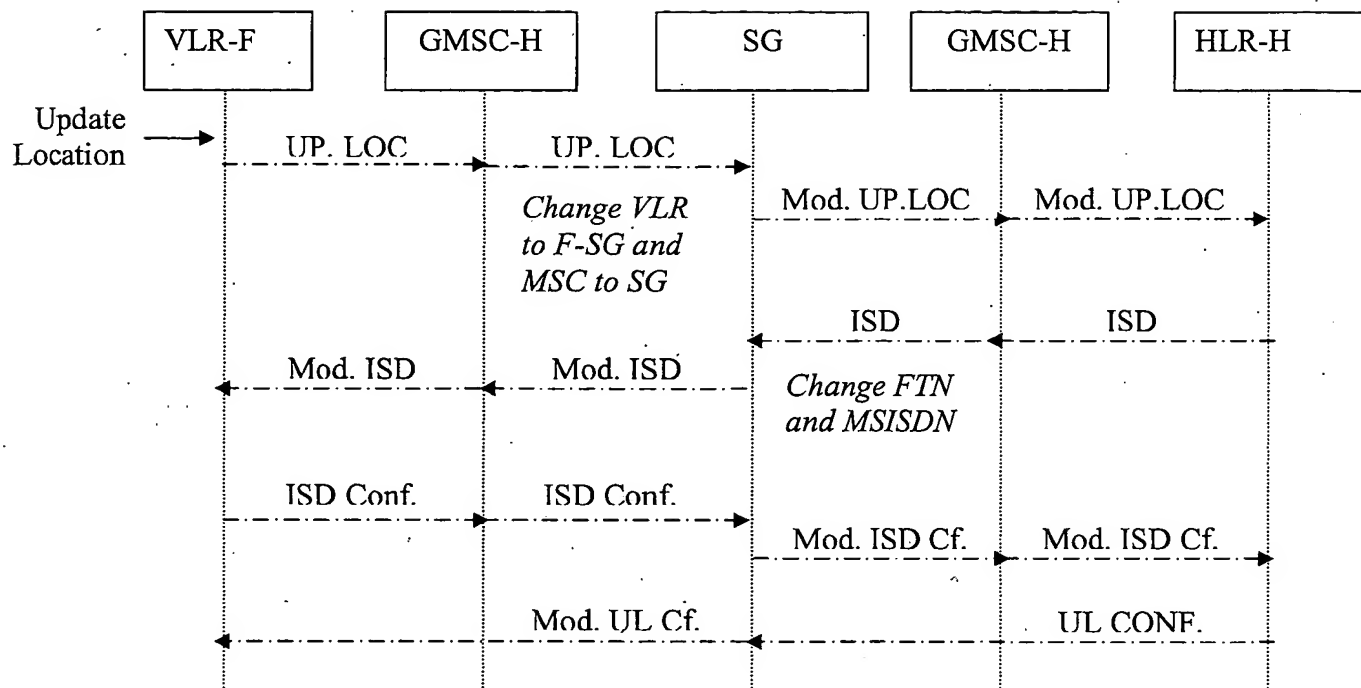 VLR-F GMSC-H SG GMSC-H HLR-H
Update
Location
UP. LOC UP. LOC
Mod. UP.LOC Mod. UP.LOC
Change VLR
to F-SG and
MSC to SG
ISD ISD
Mod. ISD Mod. ISD
Change FTN
and MSISDN
ISD Conf. ISD Conf.
Mod. ISD Cf. Mod. ISD Cf.
Mod. UL Cf. UL CONF.